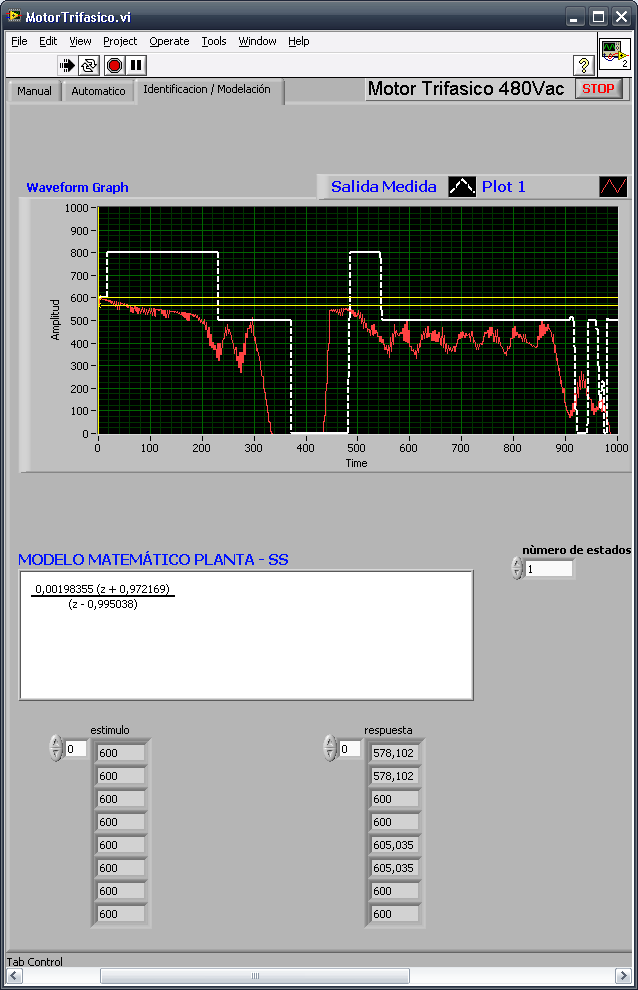 MotorTrifasico.vi
File Edit View Project Operate Tools Window Help
?
2
Manual Automatico Identificacion / Modelación Motor Trifasico 480Vac STOP
Waveform Graph Salida Medida Plot 1
1000
900
800
700
600
500
400
300
200
100
0
Amplitud
0 100 200 300 400 500 600 700 800 900 1000
Time
MODELO MATEMÁTICO PLANTA - SS
nùmero de estados
1
0,00198355 (z + 0,972169)
(z - 0,995038)
estimulo respuesta
0 600 0 578,102
600 578,102
600 600
600 600
600 605,035
600 605,035
600 600
600 600
Tab Control